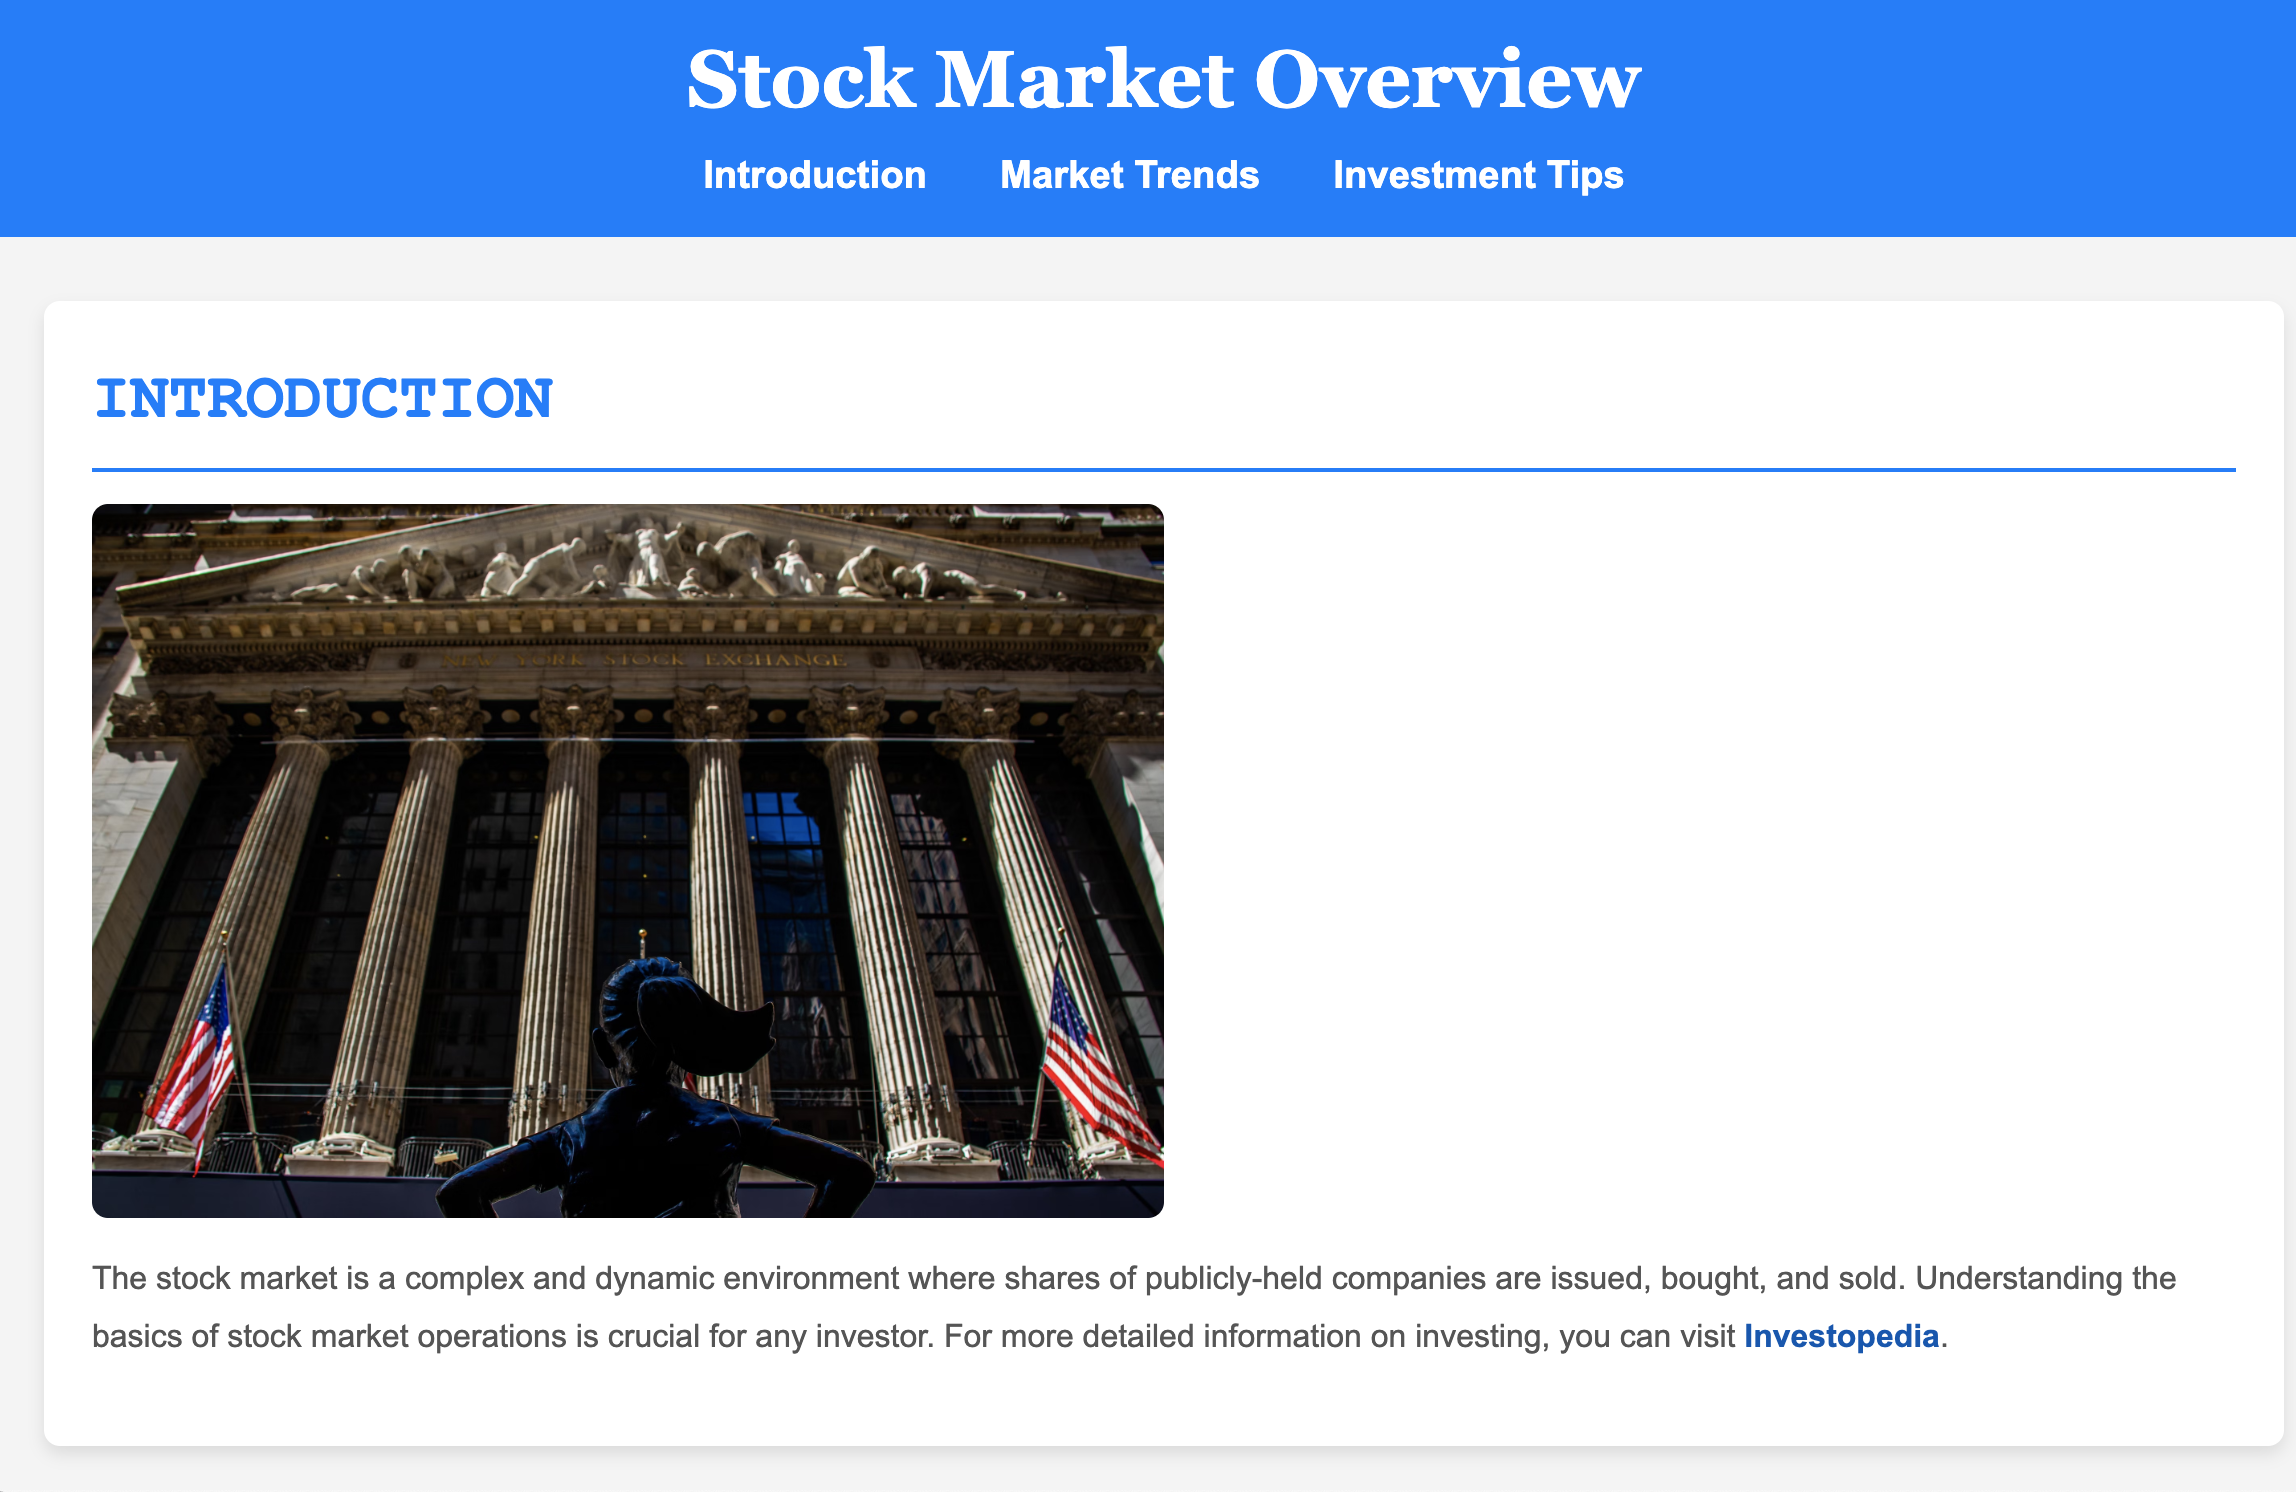 Stock Market Overview
Introduction Market Trends Investment Tips
INTRODUCTION
NEW YORK STOCK EXCHANGE
The stock market is a complex and dynamic environment where shares of publicly-held companies are issued, bought, and sold. Understanding the
basics of stock market operations is crucial for any investor. For more detailed information on investing, you can visit Investopedia.